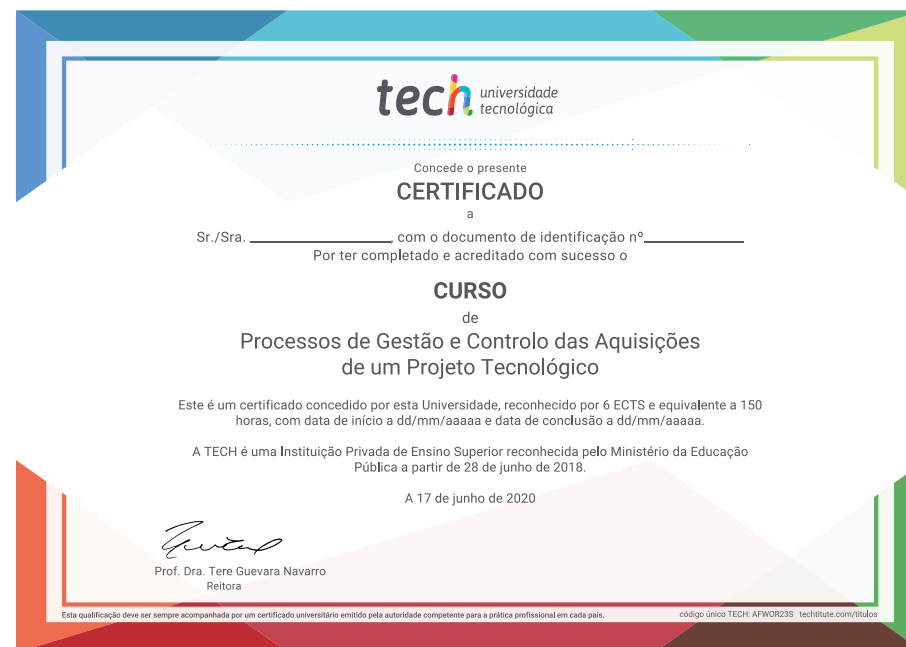 tech universidade
tecnológica
Concede o presente
CERTIFICADO
a
Sr./Sra. ____________________, com o documento de identificação nº______________
Por ter completado e acreditado com sucesso o
CURSO
de
Processos de Gestão e Controlo das Aquisições
de um Projeto Tecnológico
Este é um certificado concedido por esta Universidade, reconhecido por 6 ECTS e equivalente a 150
horas, com data de início a dd/mm/aaaaa e data de conclusão a dd/mm/aaaaa.
A TECH é uma Instituição Privada de Ensino Superior reconhecida pelo Ministério da Educação
Pública a partir de 28 de junho de 2018.
A 17 de junho de 2020
Prof. Dra. Tere Guevara Navarro
Reitora
Esta qualificação deve ser sempre acompanhada por um certificado universitário emitido pela autoridade competente para a prática profissional em cada país.
código único TECH: AFWOR23S techtitute.com/titulos